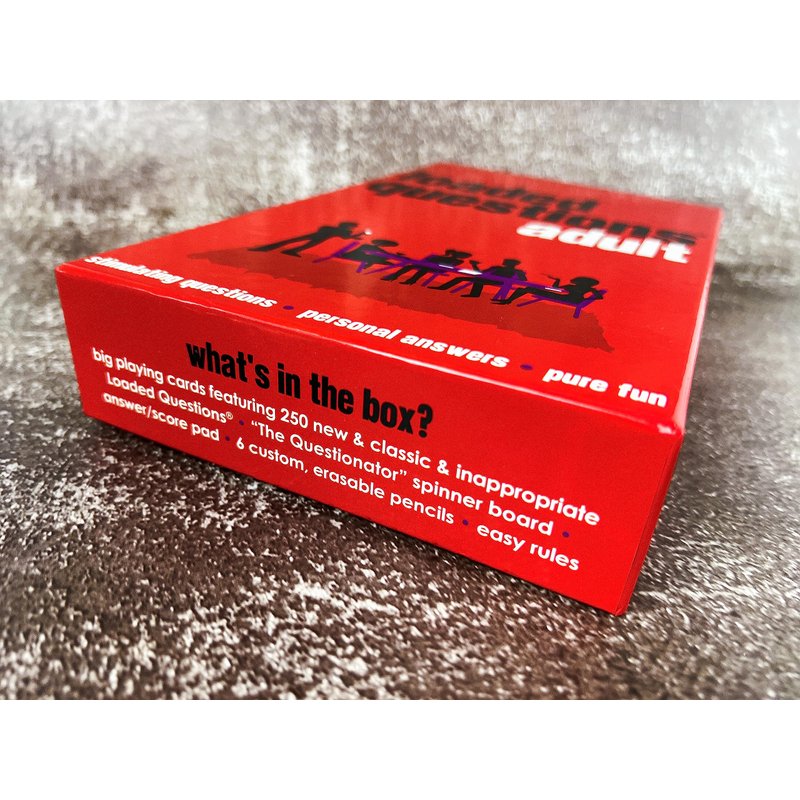 loaded
questions
adult
stimulating questions • personal answers • pure fun
what's in the box?
big playing cards featuring 250 new & classic & inappropriate
Loaded Questions® • "The Questionator" spinner board •
answer/score pad • 6 custom, erasable pencils • easy rules